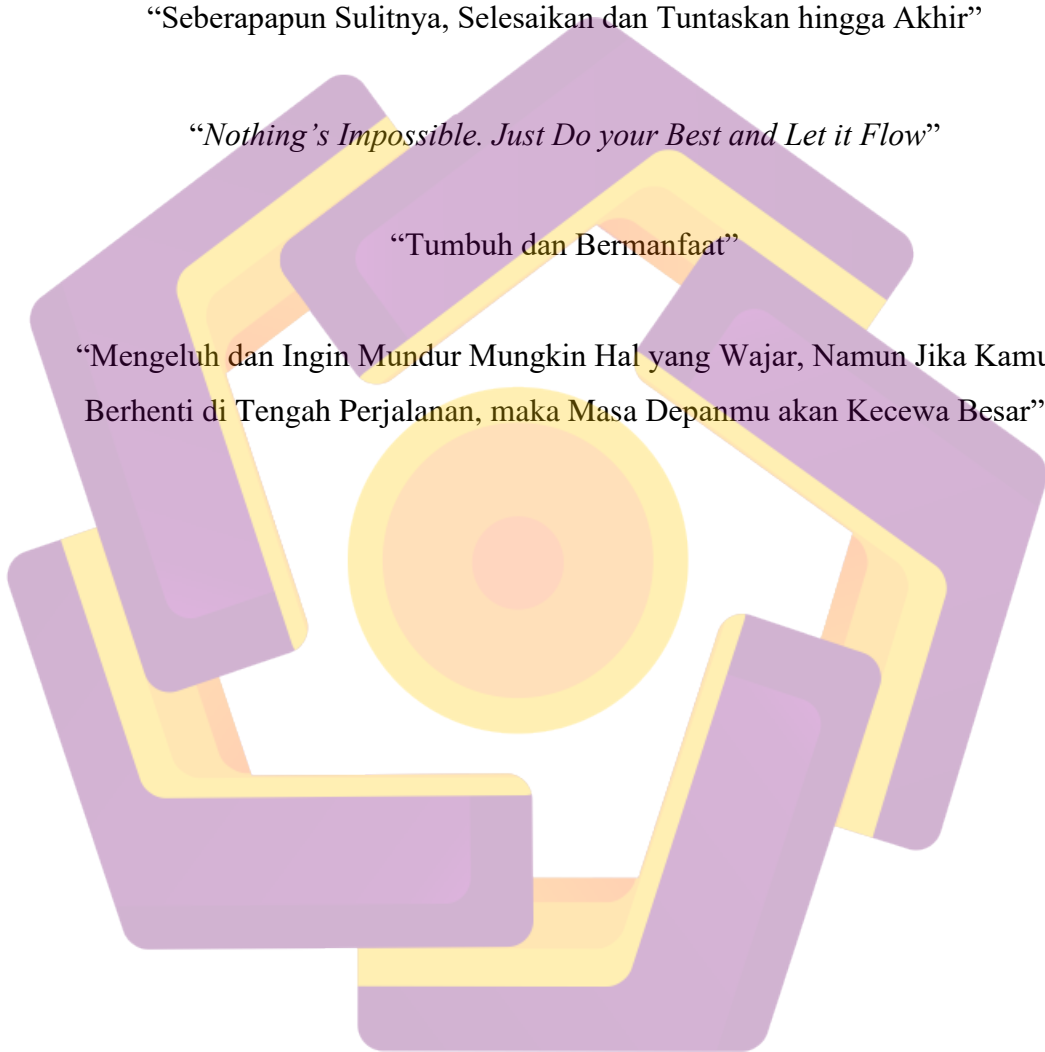 “Seberapapun Sulitnya, Selesaikan dan Tuntaskan hingga Akhir”
“Nothing’s Impossible. Just Do your Best and Let it Flow”
“Tumbuh dan Bermanfaat”
“Mengeluh dan Ingin Mundur Mungkin Hal yang Wajar, Namun Jika Kamu
Berhenti di Tengah Perjalanan, maka Masa Depanmu akan Kecewa Besar”